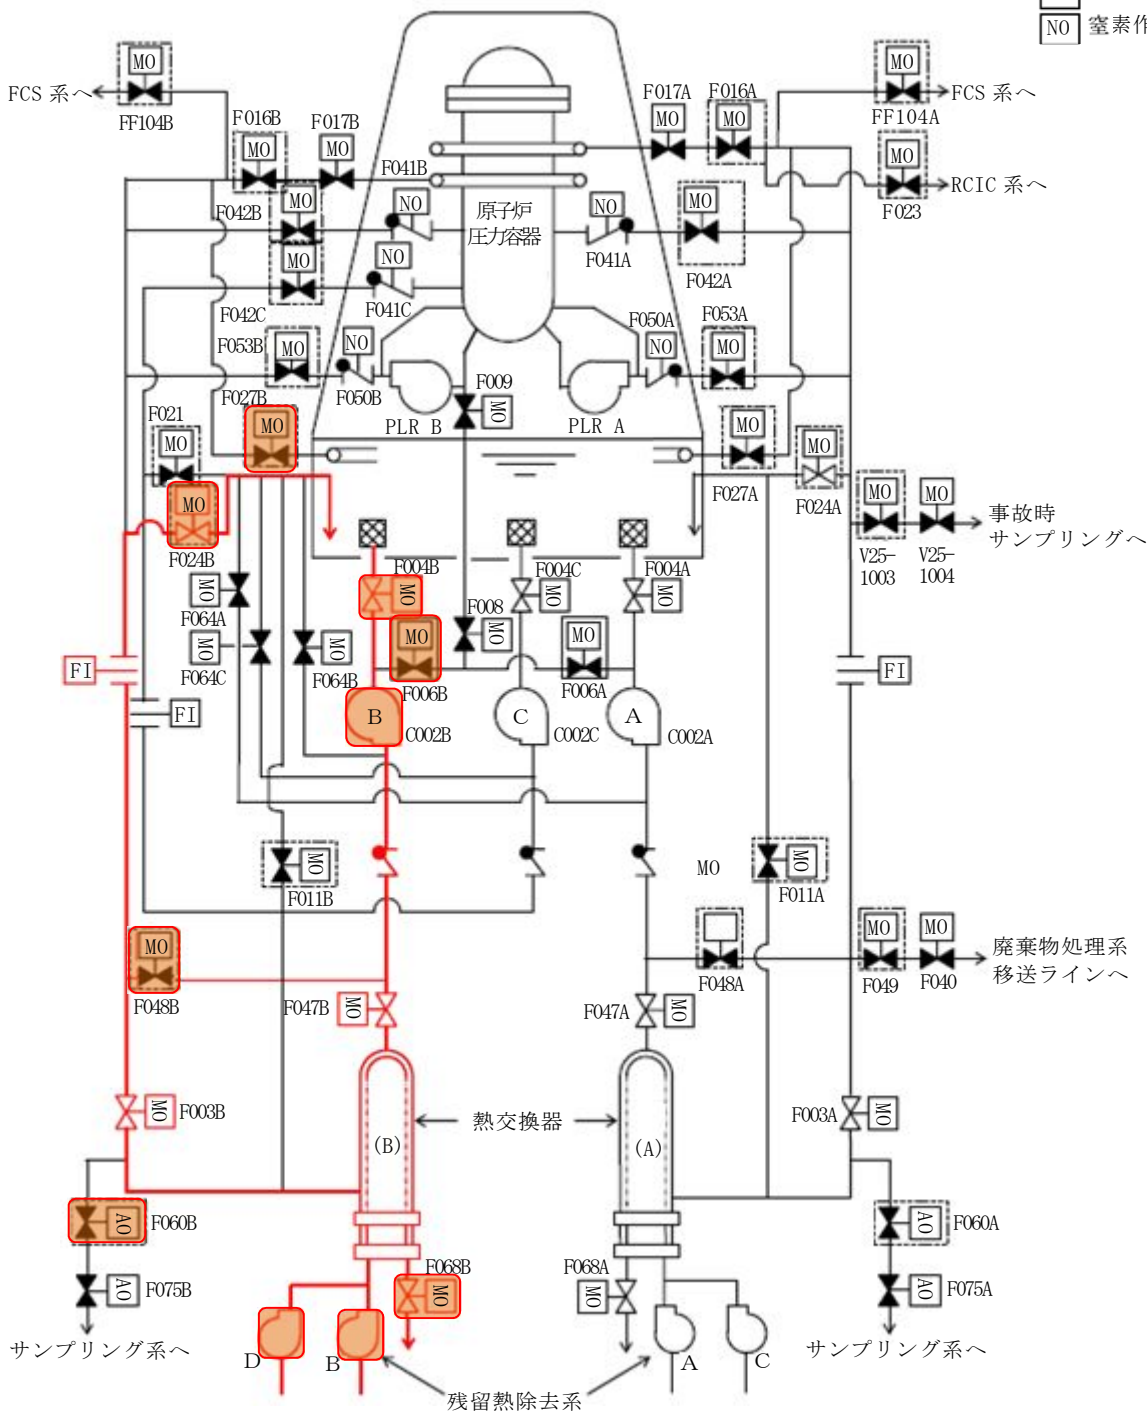 NO 窒素作
MO
MO
FCS 系へ
FF104B
F016B
F017B
MO
MO
F041B
F017A
F016A
MO
MO
FCS 系へ
FF104A
MO
RCIC 系へ
F023
F042B
MO
NO
原子炉
圧力容器
NO
MO
F041A
F042A
MO
NO
F042C
F041C
F053B
MO
NO
F050B
F050A
F053A
NO
MO
F009
MO
PLR B
PLR A
F021
F027B
MO
MO
MO
F027A
MO
F024A
MO
F024B
MO
MO
V25-
1003
V25-
1004
事故時
サンプリングへ
F004B
MO
F004C
MO
F004A
MO
MO
F064A
MO
F064C
MO
F064B
MO
F006B
F008
MO
MO
F006A
FI
FI
FI
B
C002B
C
C002C
A
C002A
MO
F011B
MO
MO
F011A
MO
F048B
F048A
MO
F049
MO
F040
廃棄物処理系
移送ラインへ
F047B
MO
F047A
MO
MO
F003B
熱交換器
F003A
MO
(B)
(A)
AO
F060B
AO
F060A
AO
F075B
F068B
MO
F068A
MO
AO
F075A
サンプリング系へ
D
B
A
C
サンプリング系へ
残留熱除去系